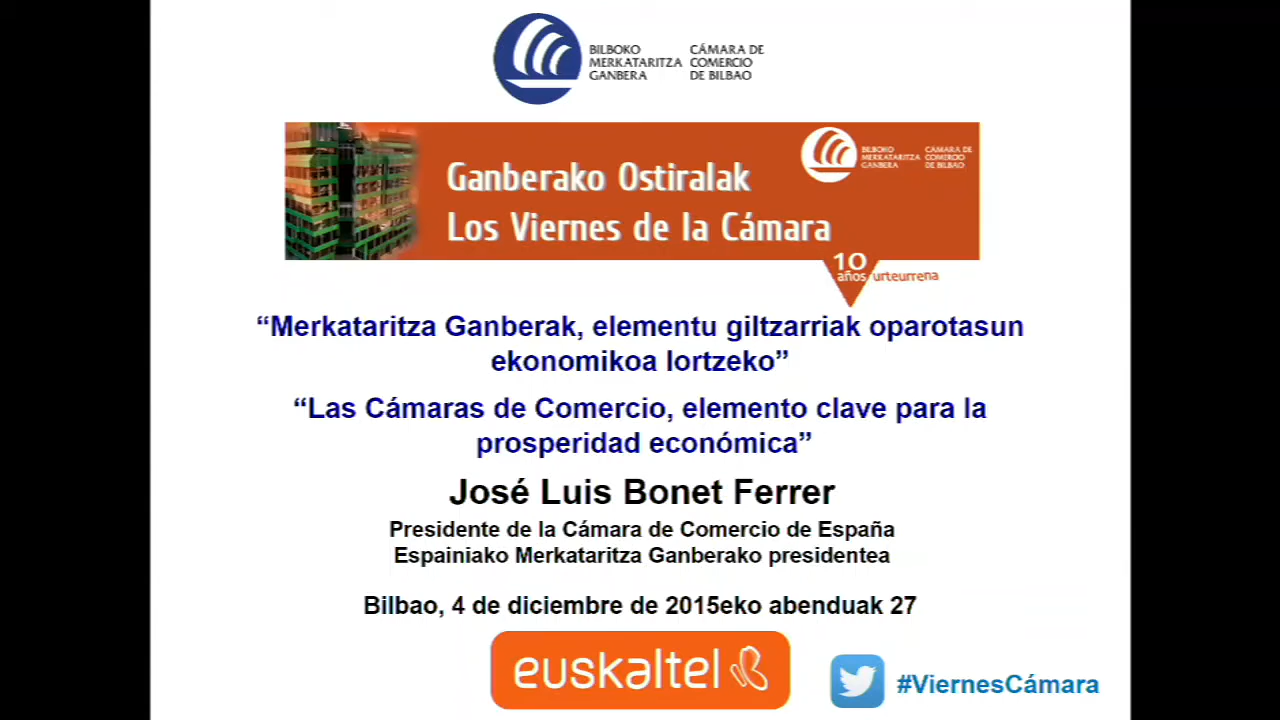 BILBOKO MERKATARITZA GANBERA
CÁMARA DE COMERCIO DE BILBAO
Ganberako Ostiralak
Los Viernes de la Cámara
BILBOKO MERKATARITZA GANBERA
CÁMARA DE COMERCIO DE BILBAO
10
años urteurrena
“Merkataritza Ganberak, elementu giltzarriak oparotasun
ekonomikoa lortzeko”
“Las Cámaras de Comercio, elemento clave para la
prosperidad económica”
José Luis Bonet Ferrer
Presidente de la Cámara de Comercio de España
Espainiako Merkataritza Ganberako presidentea
Bilbao, 4 de diciembre de 2015eko abenduak 27
euskaltel
#ViernesCámara